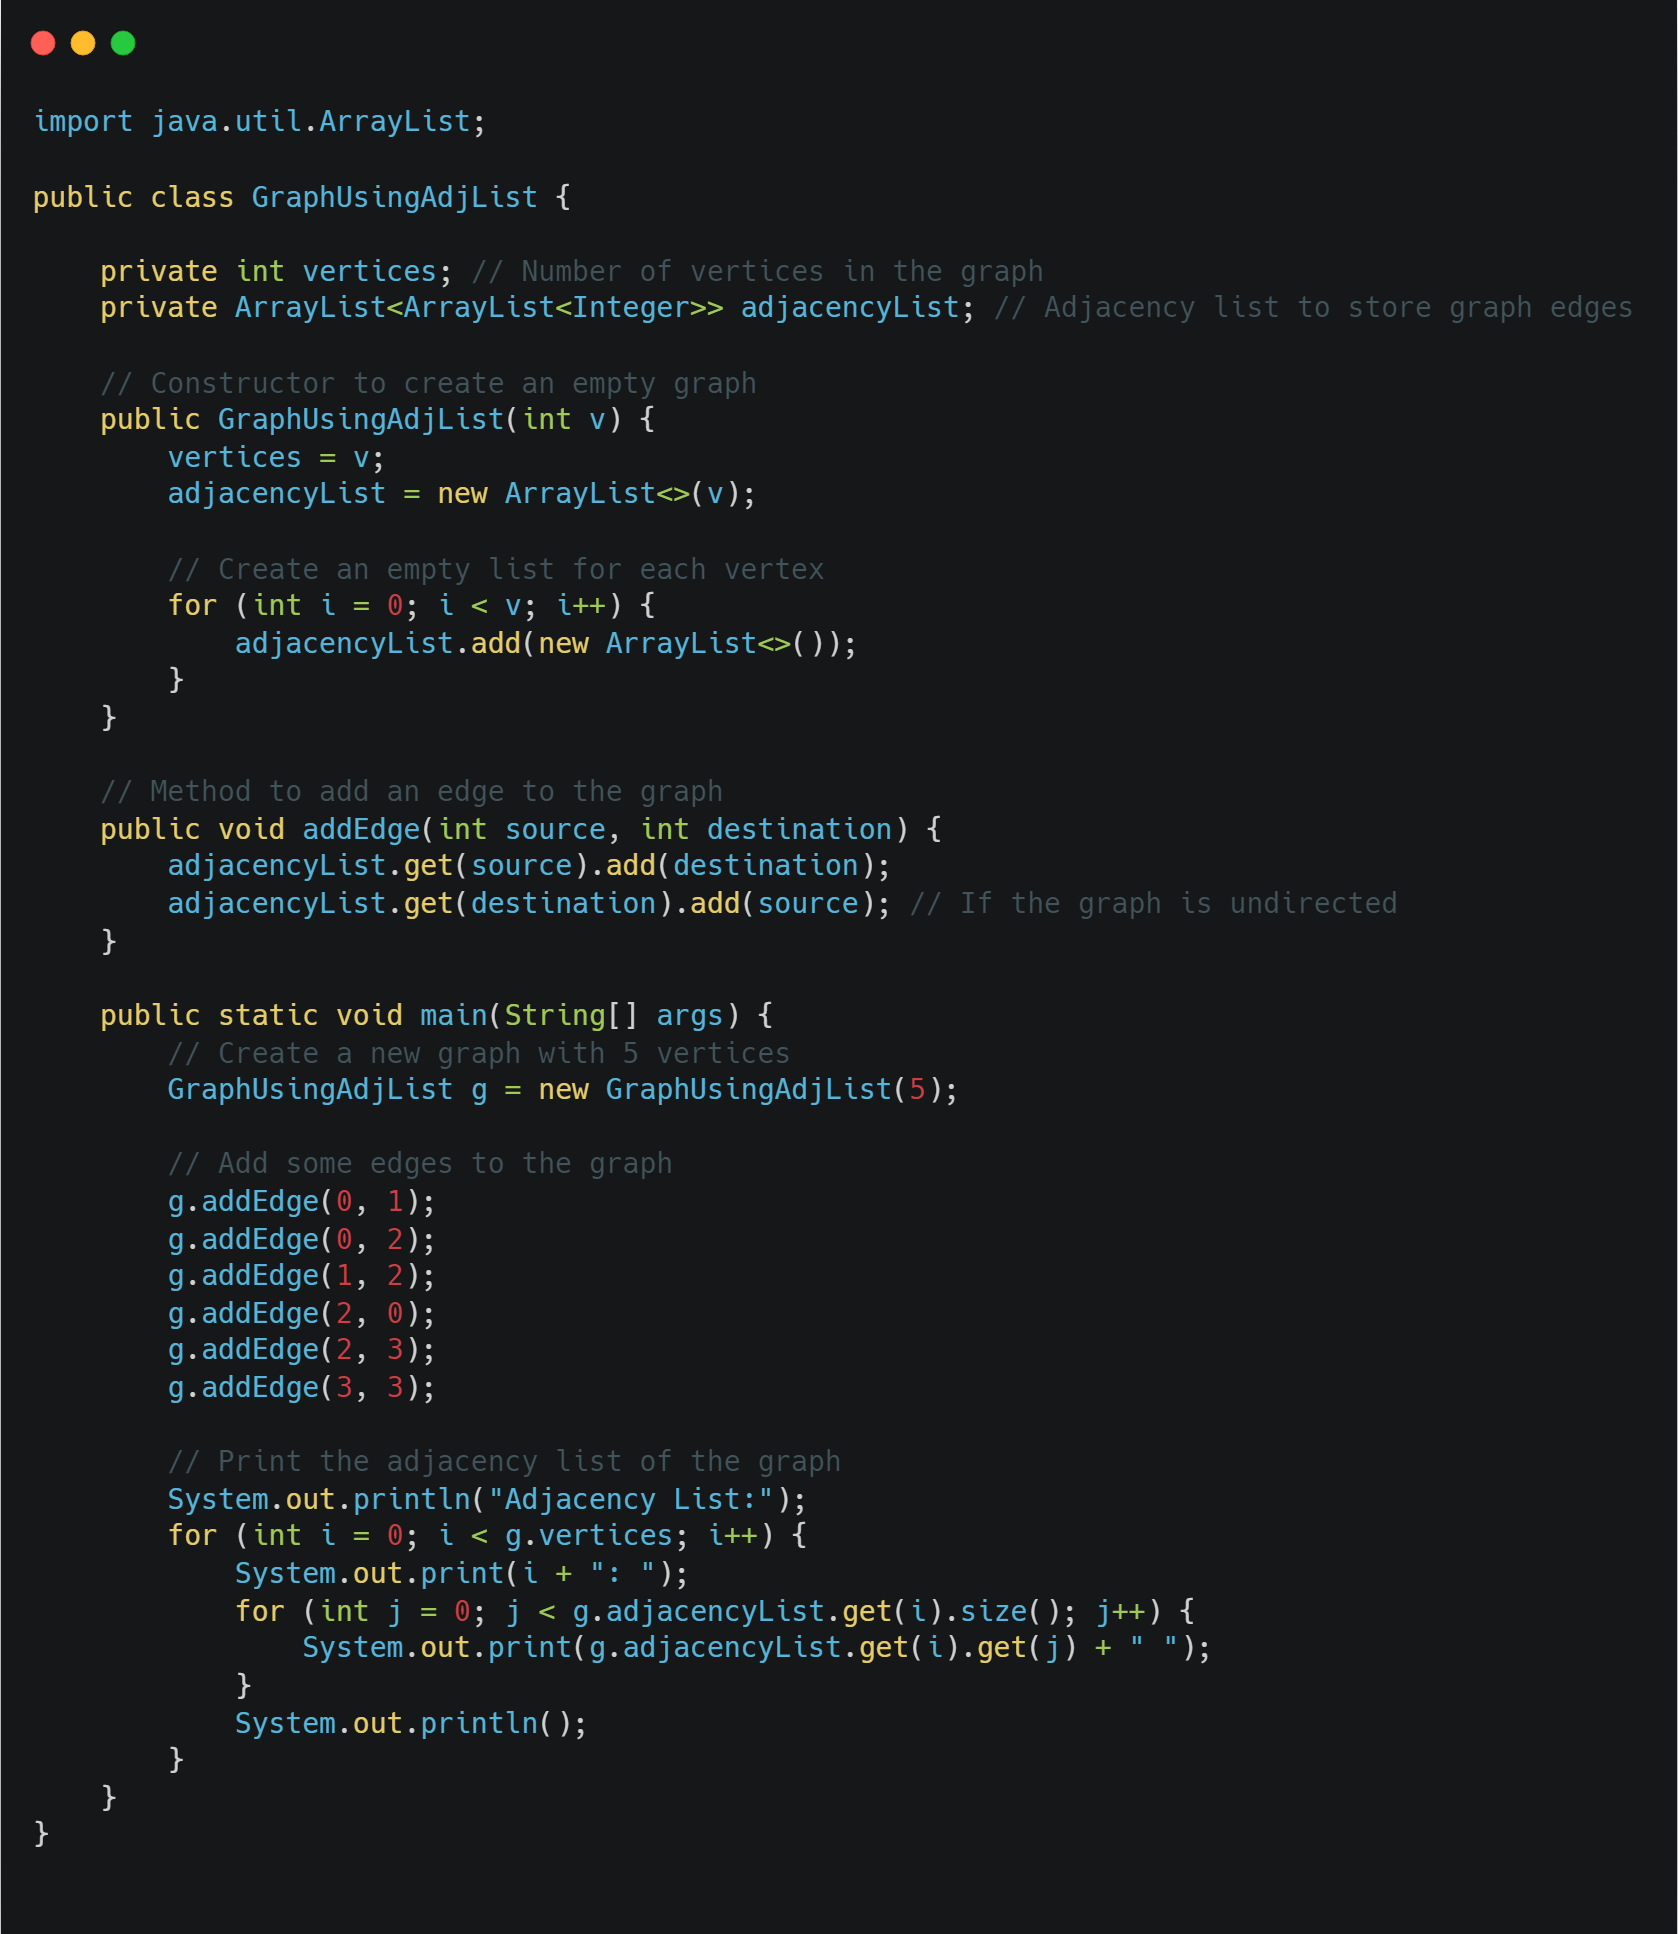 import java.util.ArrayList;

public class GraphUsingAdjList {

    private int vertices; // Number of vertices in the graph
    private ArrayList<ArrayList<Integer>> adjacencyList; // Adjacency list to store graph edges

    // Constructor to create an empty graph
    public GraphUsingAdjList(int v) {
        vertices = v;
        adjacencyList = new ArrayList<>(v);

        // Create an empty list for each vertex
        for (int i = 0; i < v; i++) {
            adjacencyList.add(new ArrayList<>());
        }
    }

    // Method to add an edge to the graph
    public void addEdge(int source, int destination) {
        adjacencyList.get(source).add(destination);
        adjacencyList.get(destination).add(source); // If the graph is undirected
    }

    public static void main(String[] args) {
        // Create a new graph with 5 vertices
        GraphUsingAdjList g = new GraphUsingAdjList(5);

        // Add some edges to the graph
        g.addEdge(0, 1);
        g.addEdge(0, 2);
        g.addEdge(1, 2);
        g.addEdge(2, 0);
        g.addEdge(2, 3);
        g.addEdge(3, 3);

        // Print the adjacency list of the graph
        System.out.println("Adjacency List:");
        for (int i = 0; i < g.vertices; i++) {
            System.out.print(i + ": ");
            for (int j = 0; j < g.adjacencyList.get(i).size(); j++) {
                System.out.print(g.adjacencyList.get(i).get(j) + " ");
            }
            System.out.println();
        }
    }
}